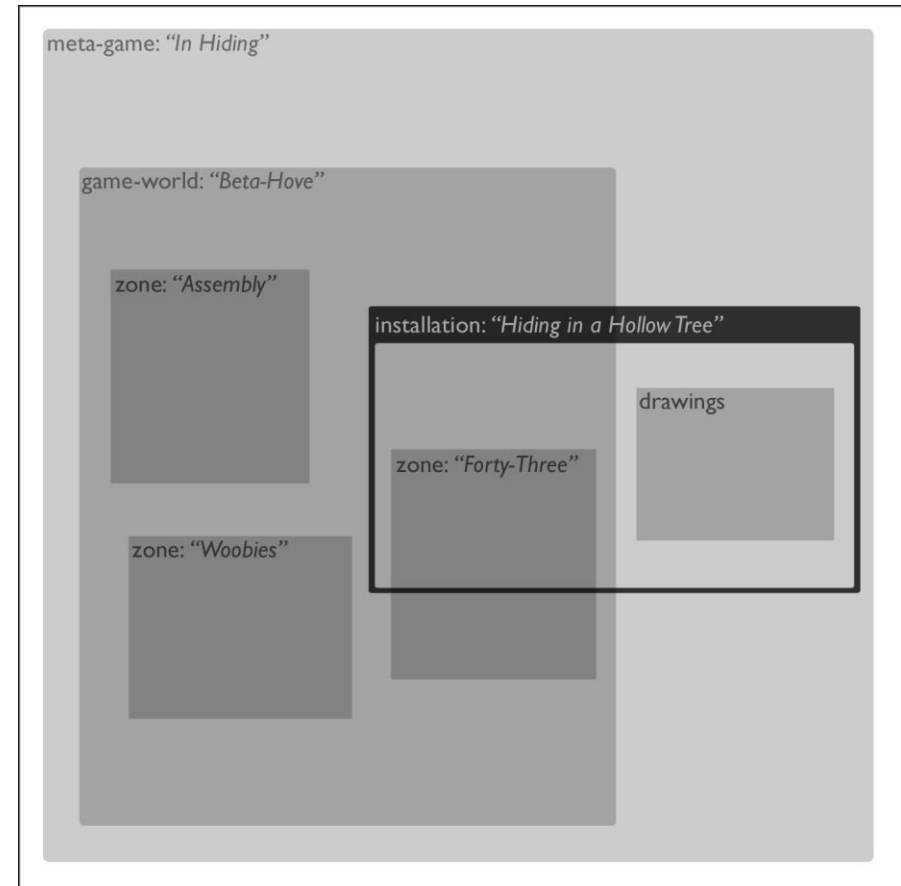 meta-game: “In Hiding”
game-world: “Beta-Hove”
zone: “Assembly”
installation: “Hiding in a Hollow Tree”
drawings
zone: “Forty-Three”
zone: “Woobies”